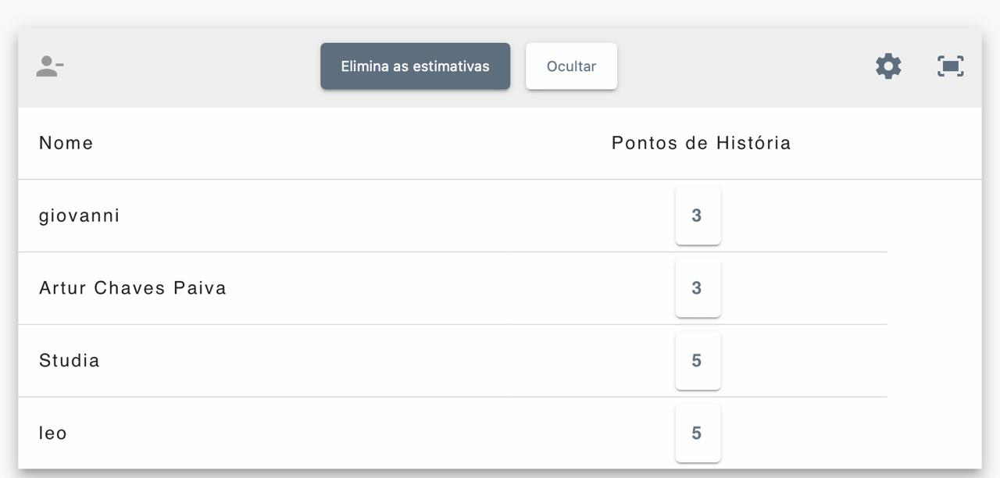 Elimina as estimativas Ocultar
Nome Pontos de História
giovanni 3
Artur Chaves Paiva 3
Studia 5
leo 5